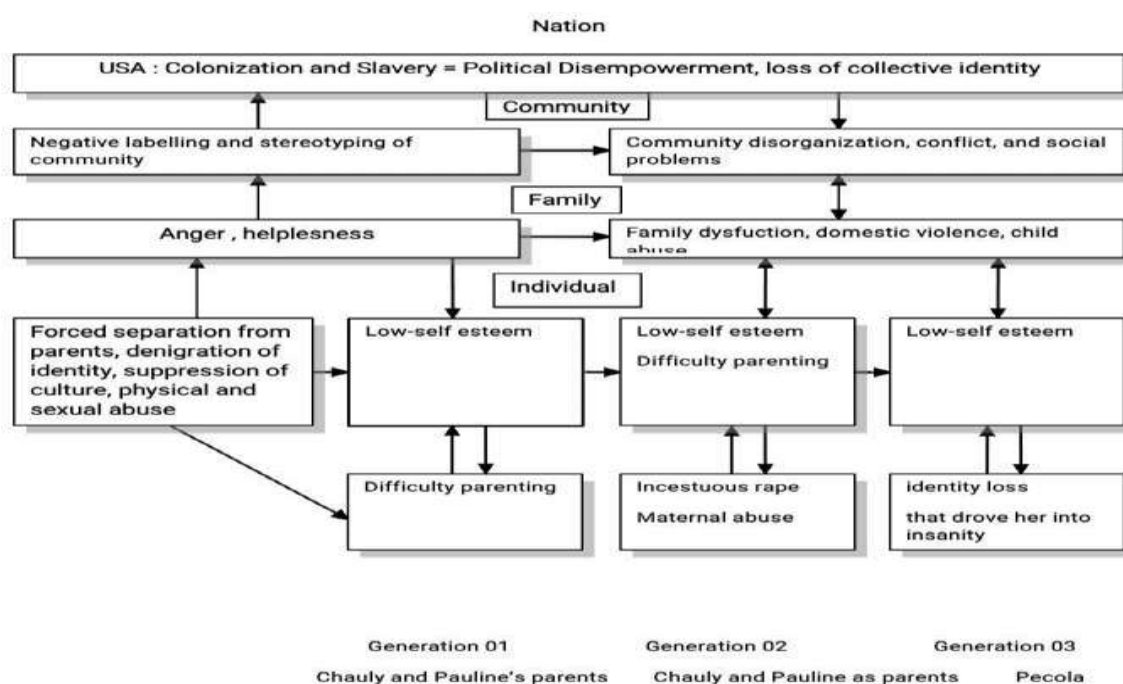 Nation
USA : Colonization and Slavery = Political Disempowerment, loss of collective identity
Community
Negative labelling and stereotyping of
community
Community disorganization, conflict, and social
problems
Family
Anger , helplesness
Family dysfuction, domestic violence, child
abuse
Individual
Forced separation from
parents, denigration of
identity, suppression of
culture, physical and
sexual abuse
Low-self esteem
Low-self esteem
Difficulty parenting
Low-self esteem
Difficulty parenting
Incestuous rape
Maternal abuse
identity loss
that drove her into
insanity
Generation 01
Generation 02
Generation 03
Chauly and Pauline's parents
Chauly and Pauline as parents
Pecola